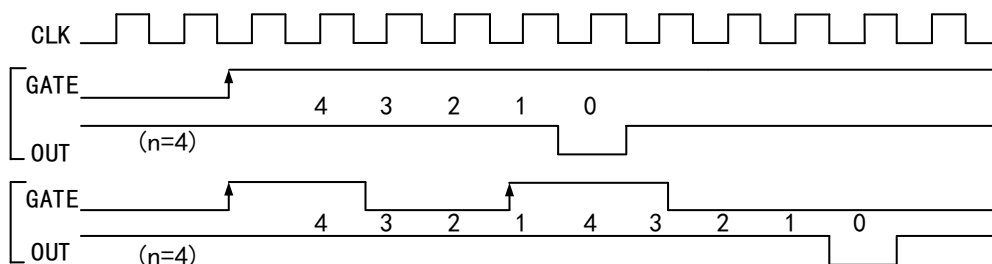 CLK
GATE
4 3 2 1 0
(n=4)
OUT
GATE
4 3 2 1 4 3 2 1 0
OUT
(n=4)